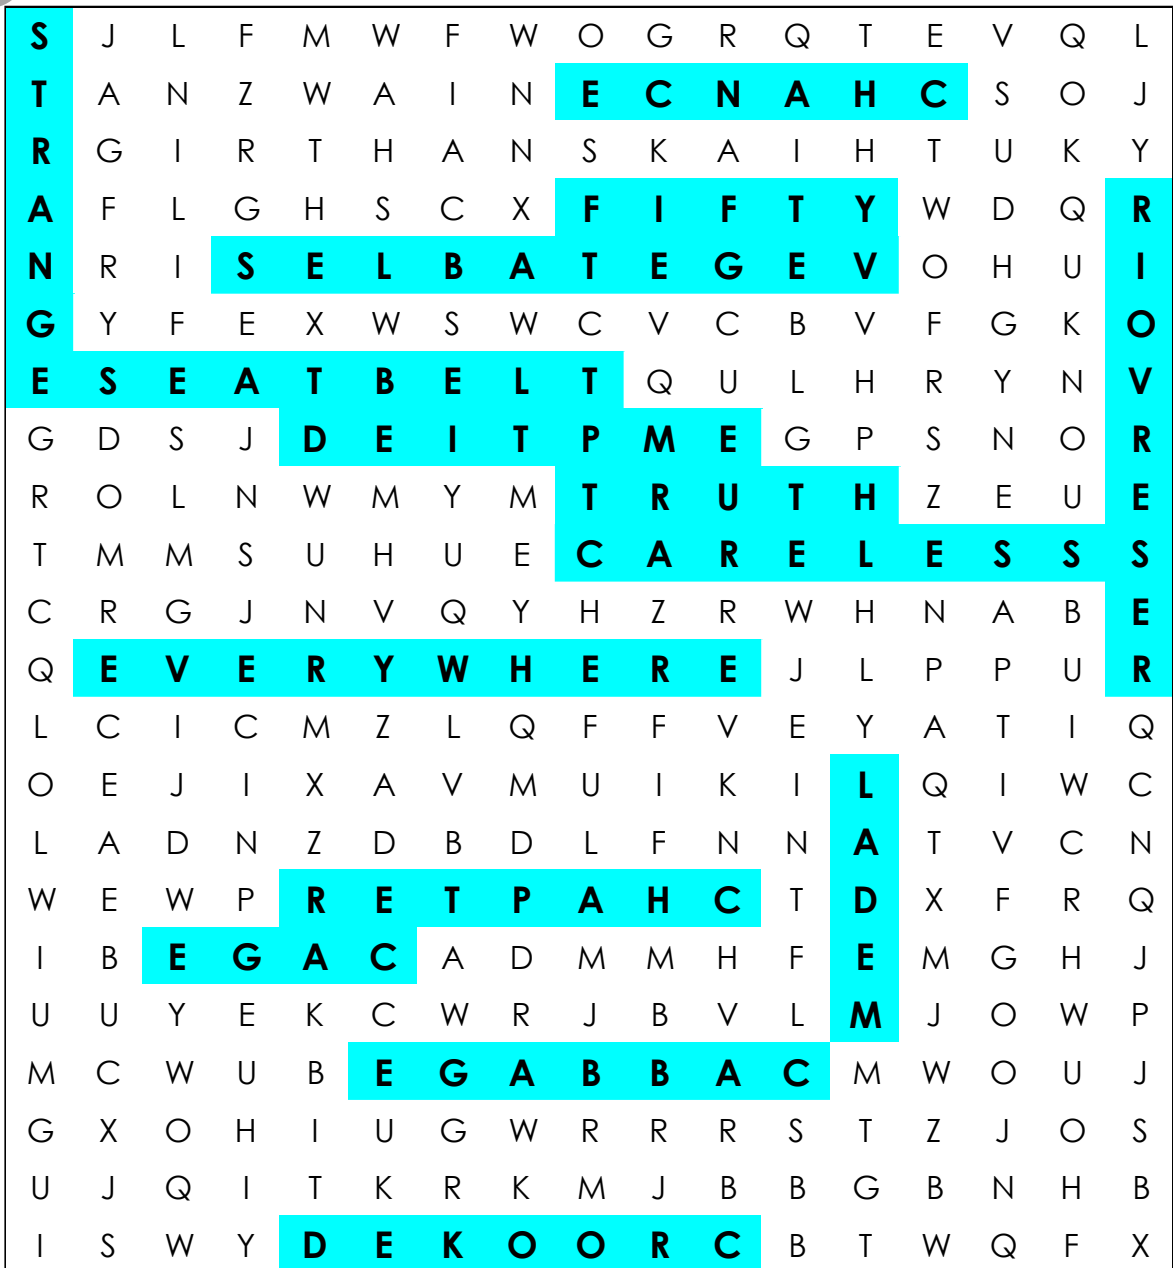 S J L F M W F W O G R Q T E V Q L
T A N Z W A I N E C N A H C S O J
R G I R T H A N S K A I H T U K Y
A F L G H S C X F I F T Y W D Q R
N R I S E L B A T E G E V O H U I
G Y F E X W S W C V C B V F G K O
E S E A T B E L T Q U L H R Y N V
G D S J D E I T P M E G P S N O R
R O L N W M Y M T R U T H Z E U E
T M M S U H U E C A R E L E S S S
C R G J N V Q Y H Z R W H N A B E
Q E V E R Y W H E R E J L P P U R
L C I C M Z L Q F F V E Y A T I Q
O E J I X A V M U I K I L Q I W C
L A D N Z D B D L F N N A T V C N
W E W P R E T P A H C T D X F R Q
I B E G A C A D M M H F E M G H J
U U Y E K C W R J B V L M J O W P
M C W U B E G A B B A C M W O U J
G X O H I U G W R R R S T Z J O S
U J Q I T K R K M J B B G B N H B
I S W Y D E K O O R C B T W Q F X